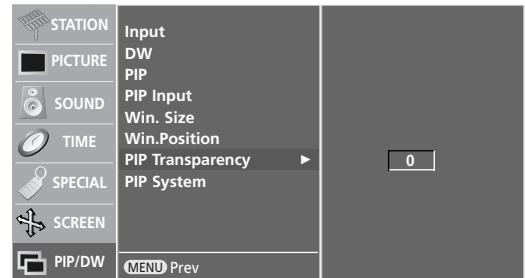 STATION
PICTURE
SOUND
TIME
SPECIAL
SCREEN
PIP/DW
Input
DW
PIP
PIP Input
Win. Size
Win.Position
PIP Transparency ►
PIP System
MENU Prev
0